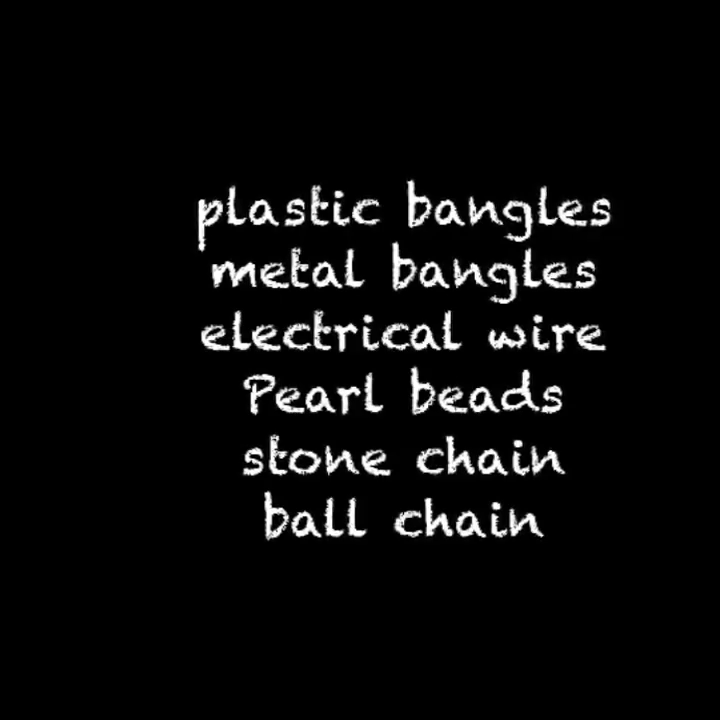 plastic bangles
metal bangles
electrical wire
Pearl beads
stone chain
ball chain